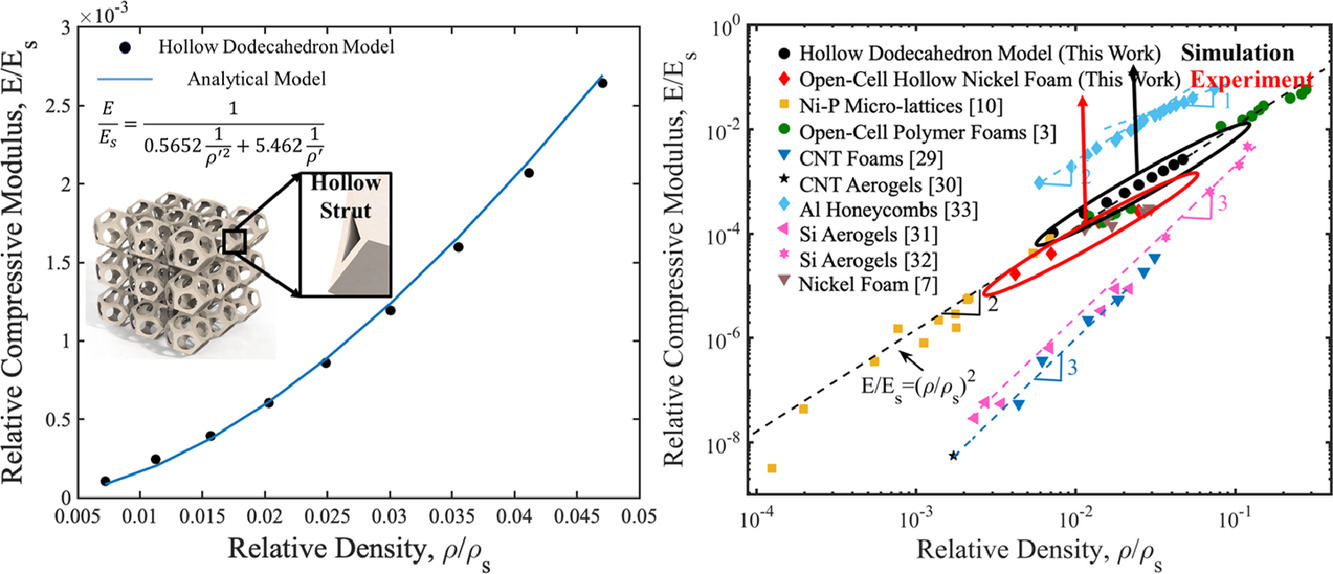 ×10⁻³
3
2.5
2
1.5
1
0.5
0
Relative Compressive Modulus, E/Eₛ
Hollow Dodecahedron Model
Analytical Model
E/Eₛ = 1/(0.5652 1/ρ′² + 5.462 1/ρ′)
Hollow
Strut
0.005 0.01 0.015 0.02 0.025 0.03 0.035 0.04 0.045 0.05
Relative Density, ρ/ρₛ
10⁰
10⁻²
10⁻⁴
10⁻⁶
10⁻⁸
Relative Compressive Modulus, E/Eₛ
Hollow Dodecahedron Model (This Work) Simulation
Open-Cell Hollow Nickel Foam (This Work) Experiment
Ni-P Micro-lattices [10]
Open-Cell Polymer Foams [3]
CNT Foams [29]
CNT Aerogels [30]
Al Honeycombs [33]
Si Aerogels [31]
Si Aerogels [32]
Nickel Foam [7]
1
2
3
2
3
E/Eₛ=(ρ/ρₛ)²
10⁻⁴ 10⁻³ 10⁻² 10⁻¹
Relative Density, ρ/ρₛ